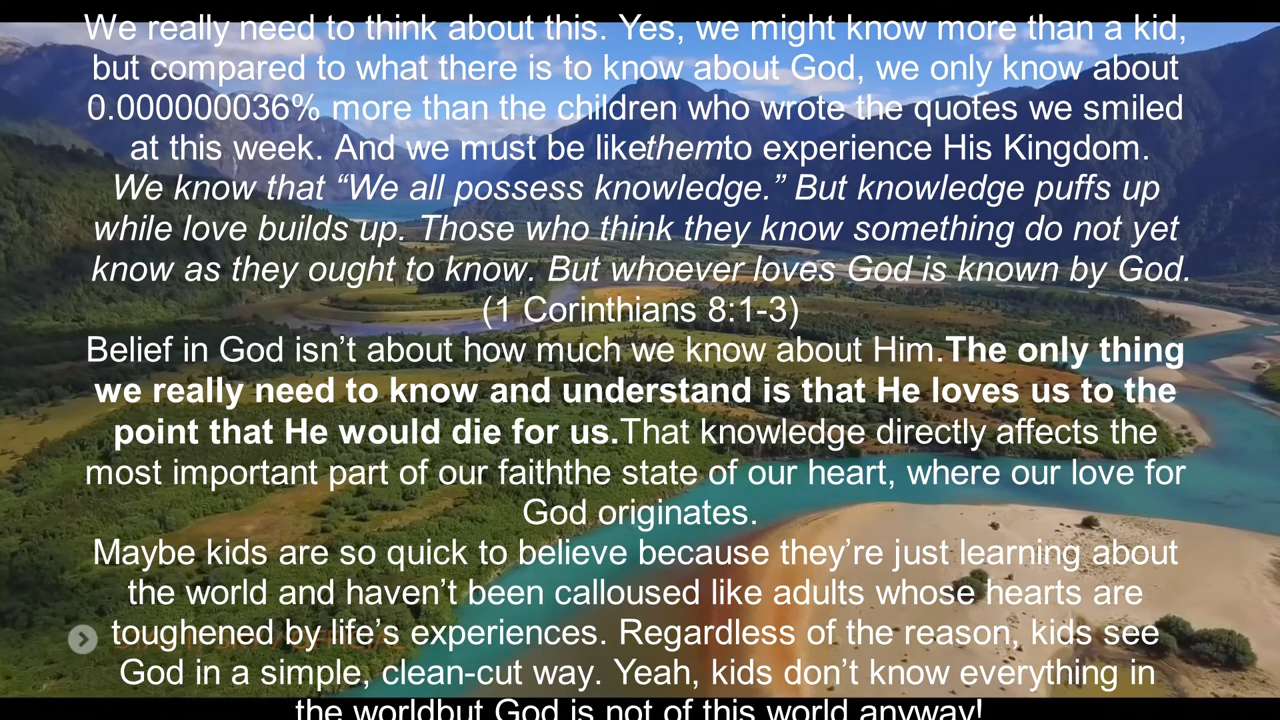 We really need to think about this. Yes, we might know more than a kid,
but compared to what there is to know about God, we only know about
0.000000036% more than the children who wrote the quotes we smiled
at this week. And we must be likethemto experience His Kingdom.
We know that “We all possess knowledge.” But knowledge puffs up
while love builds up. Those who think they know something do not yet
know as they ought to know. But whoever loves God is known by God.
(1 Corinthians 8:1-3)
Belief in God isn’t about how much we know about Him.The only thing
we really need to know and understand is that He loves us to the
point that He would die for us.That knowledge directly affects the
most important part of our faiththe state of our heart, where our love for
God originates.
Maybe kids are so quick to believe because they’re just learning about
the world and haven’t been calloused like adults whose hearts are
toughened by life’s experiences. Regardless of the reason, kids see
God in a simple, clean-cut way. Yeah, kids don’t know everything in
the worldbut God is not of this world anyway!